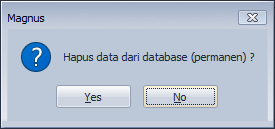 Magnus
Hapus data dari database (permanen) ?
Yes
No